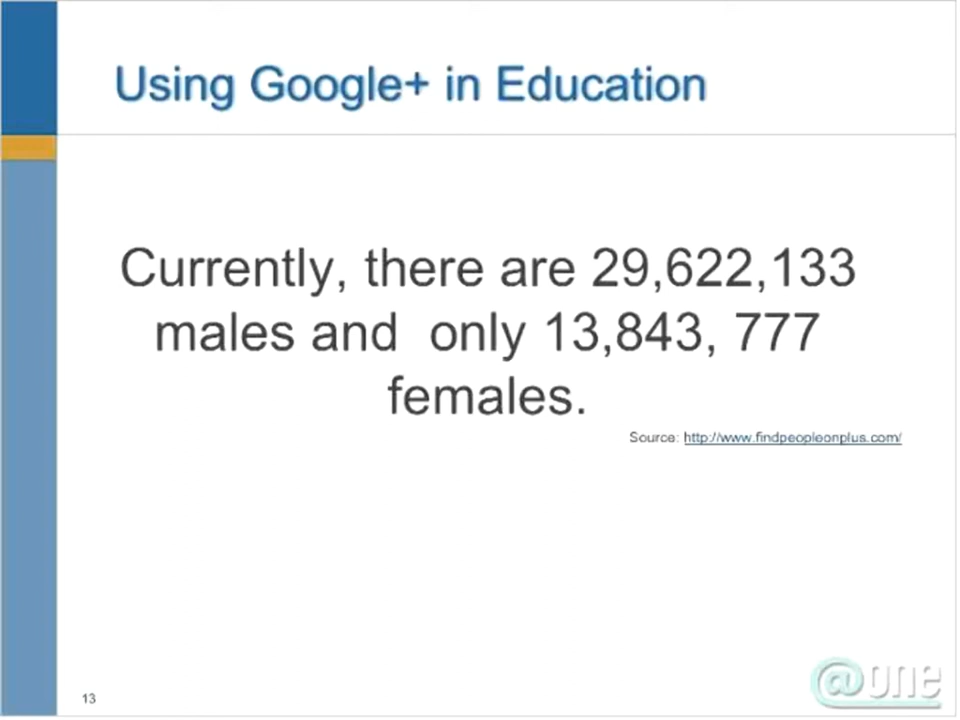 Using Google+ in Education
Currently, there are 29,622,133
males and  only 13,843, 777
females.
Source: http://www.findpeopleonplus.com/
13
@one